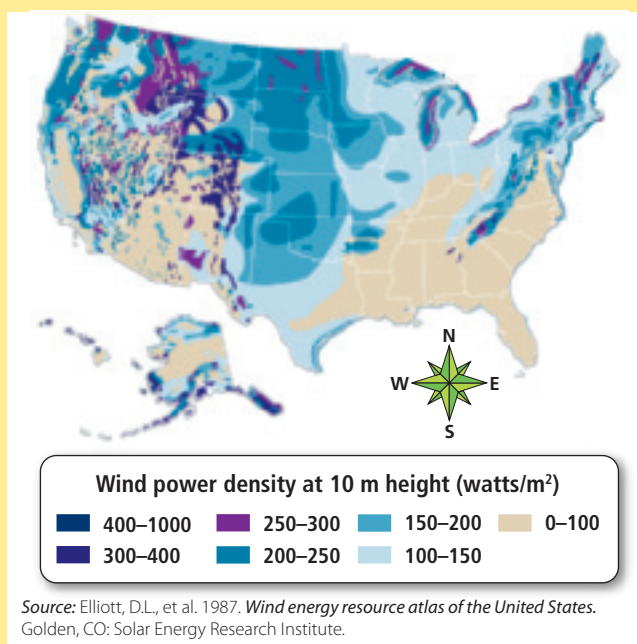 N
W E
S
Wind power density at 10 m height (watts/m²)
400–1000 250–300 150–200 0–100
300–400 200–250 100–150
Source: Elliott, D.L., et al. 1987. Wind energy resource atlas of the United States.
Golden, CO: Solar Energy Research Institute.